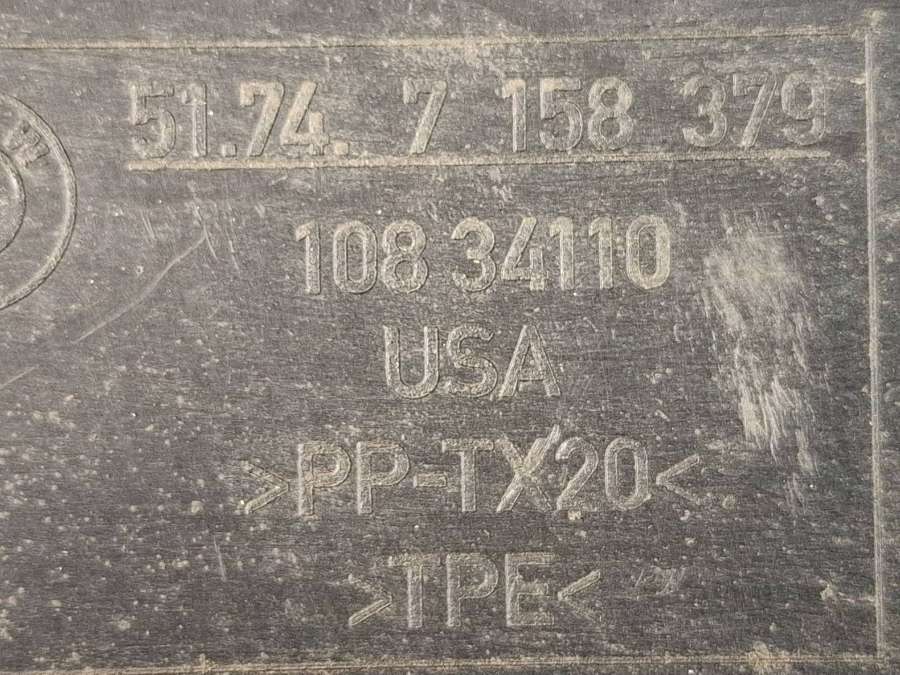 51.74. 7 158 379
108 34110
USA
>PP-TX20<
>TPE<